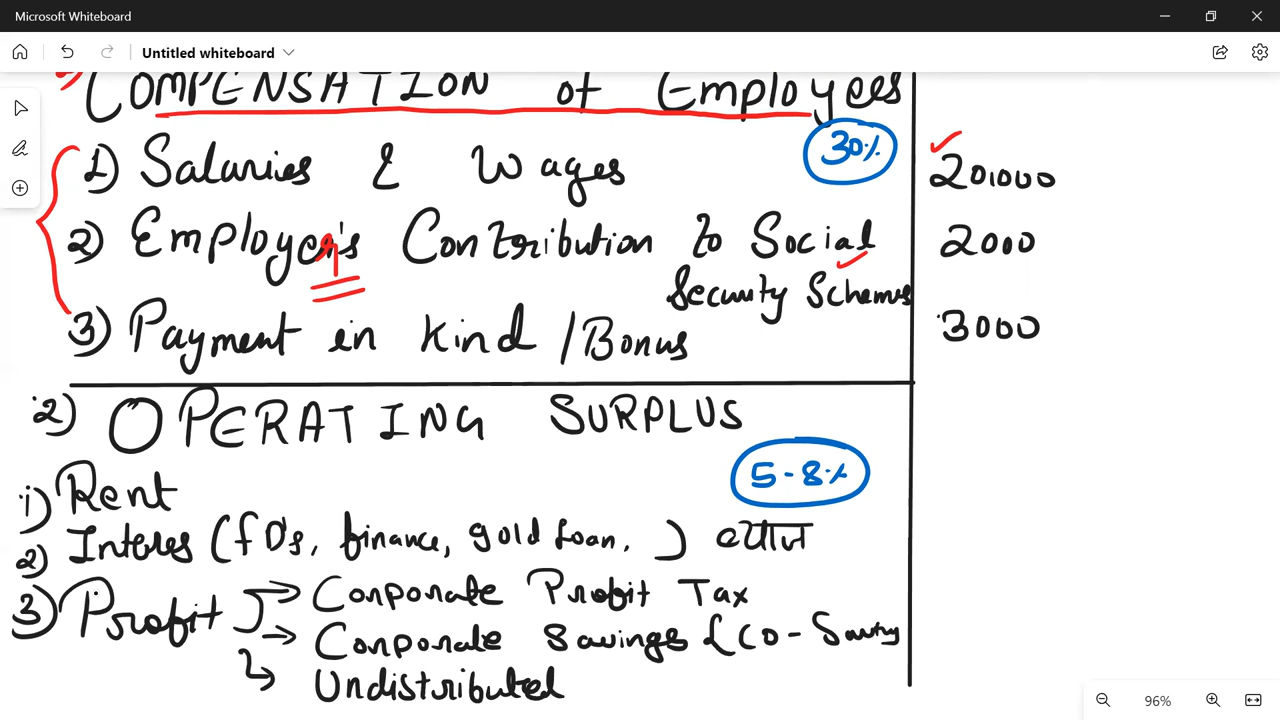 Microsoft Whiteboard
Untitled whiteboard
COMPENSATION of Employees
1) Salaries & Wages 30% 201000
2) Employer's Contribution to Social 2000
Security Schemes
3) Payment in Kind / Bonus 3000
2) OPERATING SURPLUS
5-8%
1) Rent
2) Interes (fD's, finance, gold loan, ) ब्याज
3) Profit → Corporate Profit Tax
→ Corporate Savings
Undistributed
96%